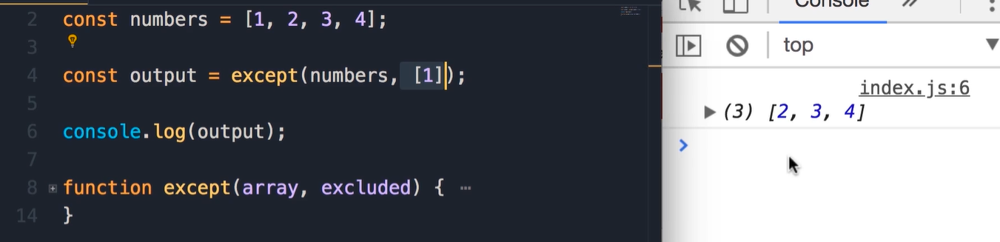 2 const numbers = [1, 2, 3, 4];
3
4 const output = except(numbers, [1]);
5
6 console.log(output);
7
8 function except(array, excluded) { ⋯
14 }
Console »
top
index.js:6
(3) [2, 3, 4]